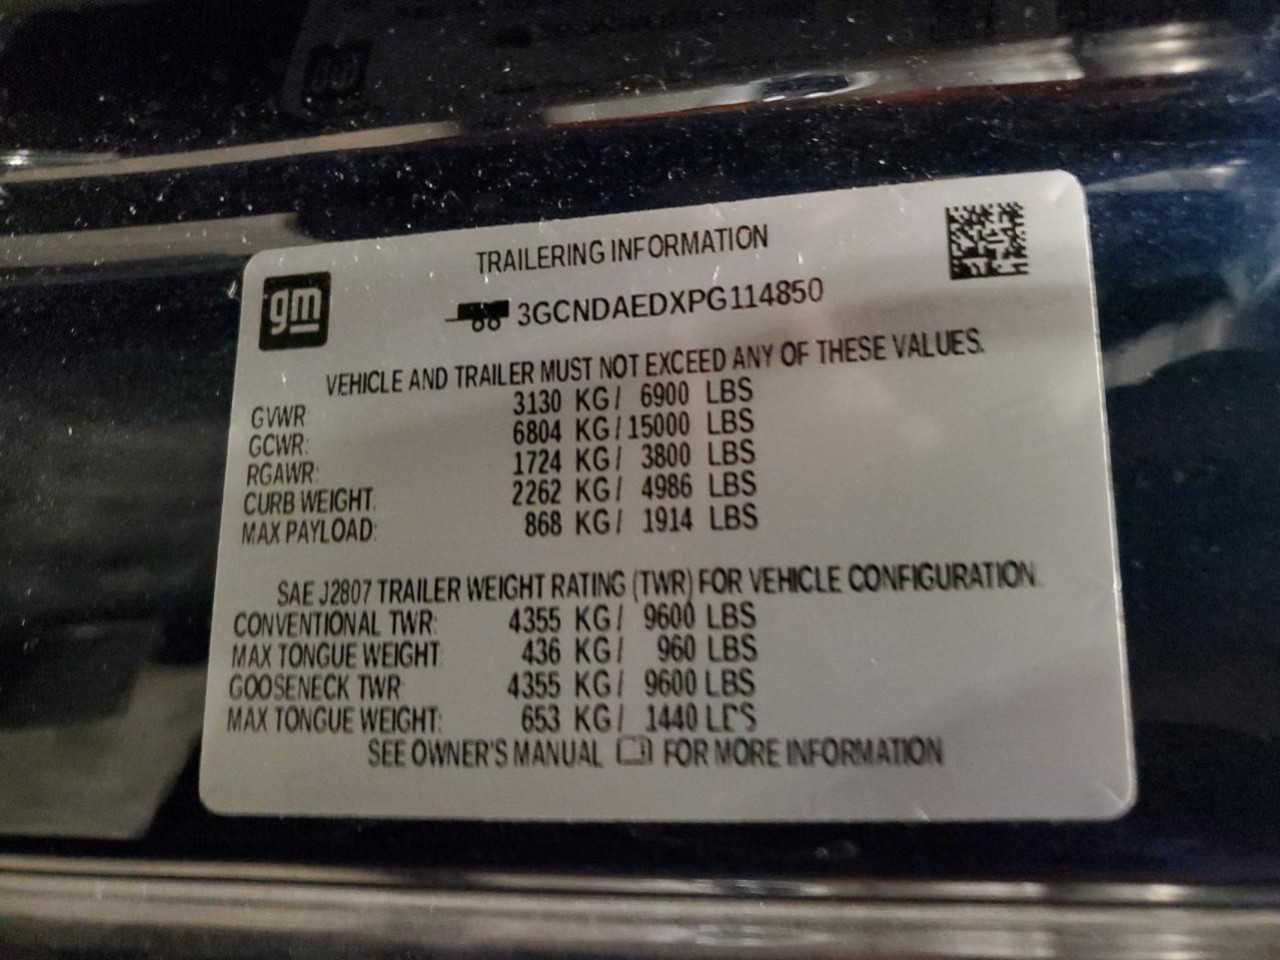 TRAILERING INFORMATION
gm
3GCNDAEDXPG114850
VEHICLE AND TRAILER MUST NOT EXCEED ANY OF THESE VALUES.
GVWR: 3130 KG/ 6900 LBS
GCWR: 6804 KG/15000 LBS
RGAWR: 1724 KG/ 3800 LBS
CURB WEIGHT: 2262 KG/ 4986 LBS
MAX PAYLOAD: 868 KG/ 1914 LBS
SAE J2807 TRAILER WEIGHT RATING (TWR) FOR VEHICLE CONFIGURATION.
CONVENTIONAL TWR: 4355 KG/ 9600 LBS
MAX TONGUE WEIGHT: 436 KG/ 960 LBS
GOOSENECK TWR: 4355 KG/ 9600 LBS
MAX TONGUE WEIGHT: 653 KG/ 1440 LBS
SEE OWNER'S MANUAL FOR MORE INFORMATION